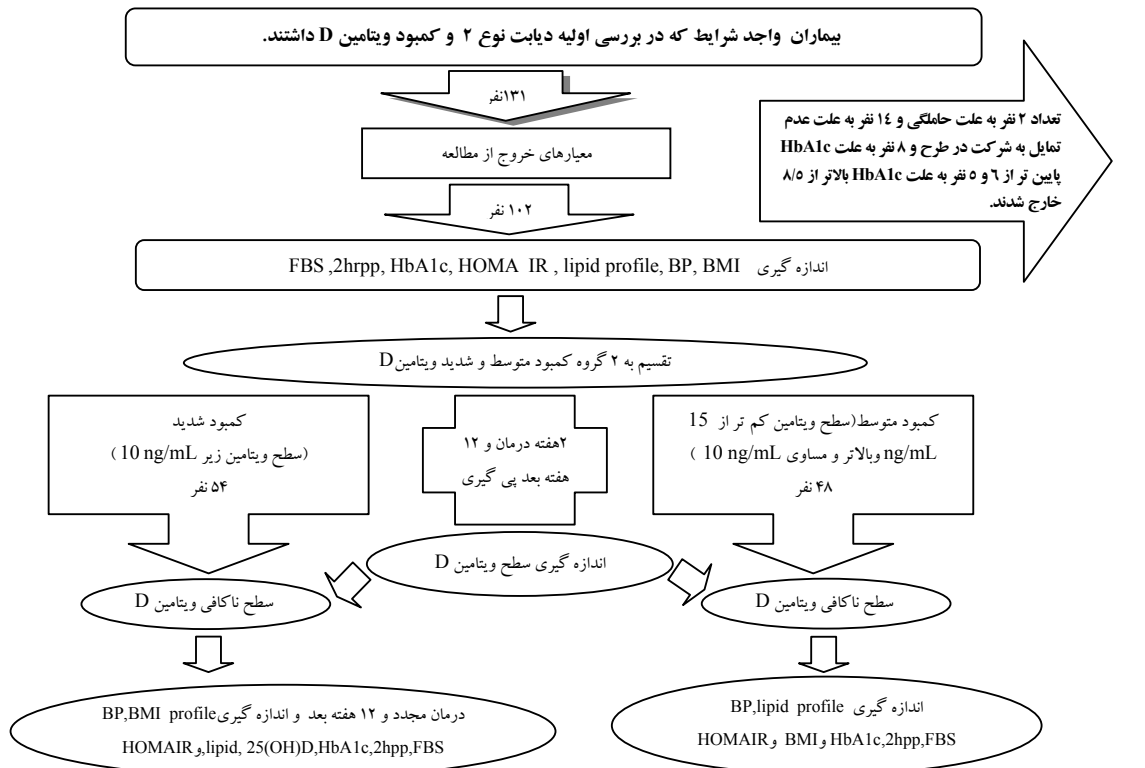 بیماران واجد شرایط که در بررسی اولیه دیابت نوع ۲ و کمبود ویتامین D داشتند.
۱۳۱نفر
تعداد ۲ نفر به علت حاملگی و ۱۴ نفر به علت عدم
تمایل به شرکت در طرح و ۸ نفر به علت HbA1c
پایین تر از ۶ و ۵ نفر به علت HbA1c بالاتر از ۸/۵
خارج شدند.
معیارهای خروج از مطالعه
۱۰۲ نفر
اندازه گیری FBS ,2hrpp, HbA1c, HOMA IR , lipid profile, BP, BMI
تقسیم به ۲ گروه کمبود متوسط و شدید ویتامین D
کمبود متوسط(سطح ویتامین کم تر از 15
ng/mL وبالاتر و مساوی 10 ng/mL )
۴۸ نفر
۲هفته درمان و ۱۲
هفته بعد پی گیری
کمبود شدید
(سطح ویتامین زیر 10 ng/mL )
۵۴ نفر
اندازه گیری سطح ویتامین D
سطح ناکافی ویتامین D
سطح ناکافی ویتامین D
اندازه گیری BP,lipid profile
HbA1c,2hpp,FBS و BMI و HOMAIR
درمان مجدد و ۱۲ هفته بعد و اندازه گیری BP,BMI profile
lipid, 25(OH)D,HbA1c,2hpp,FBS,و HOMAIR